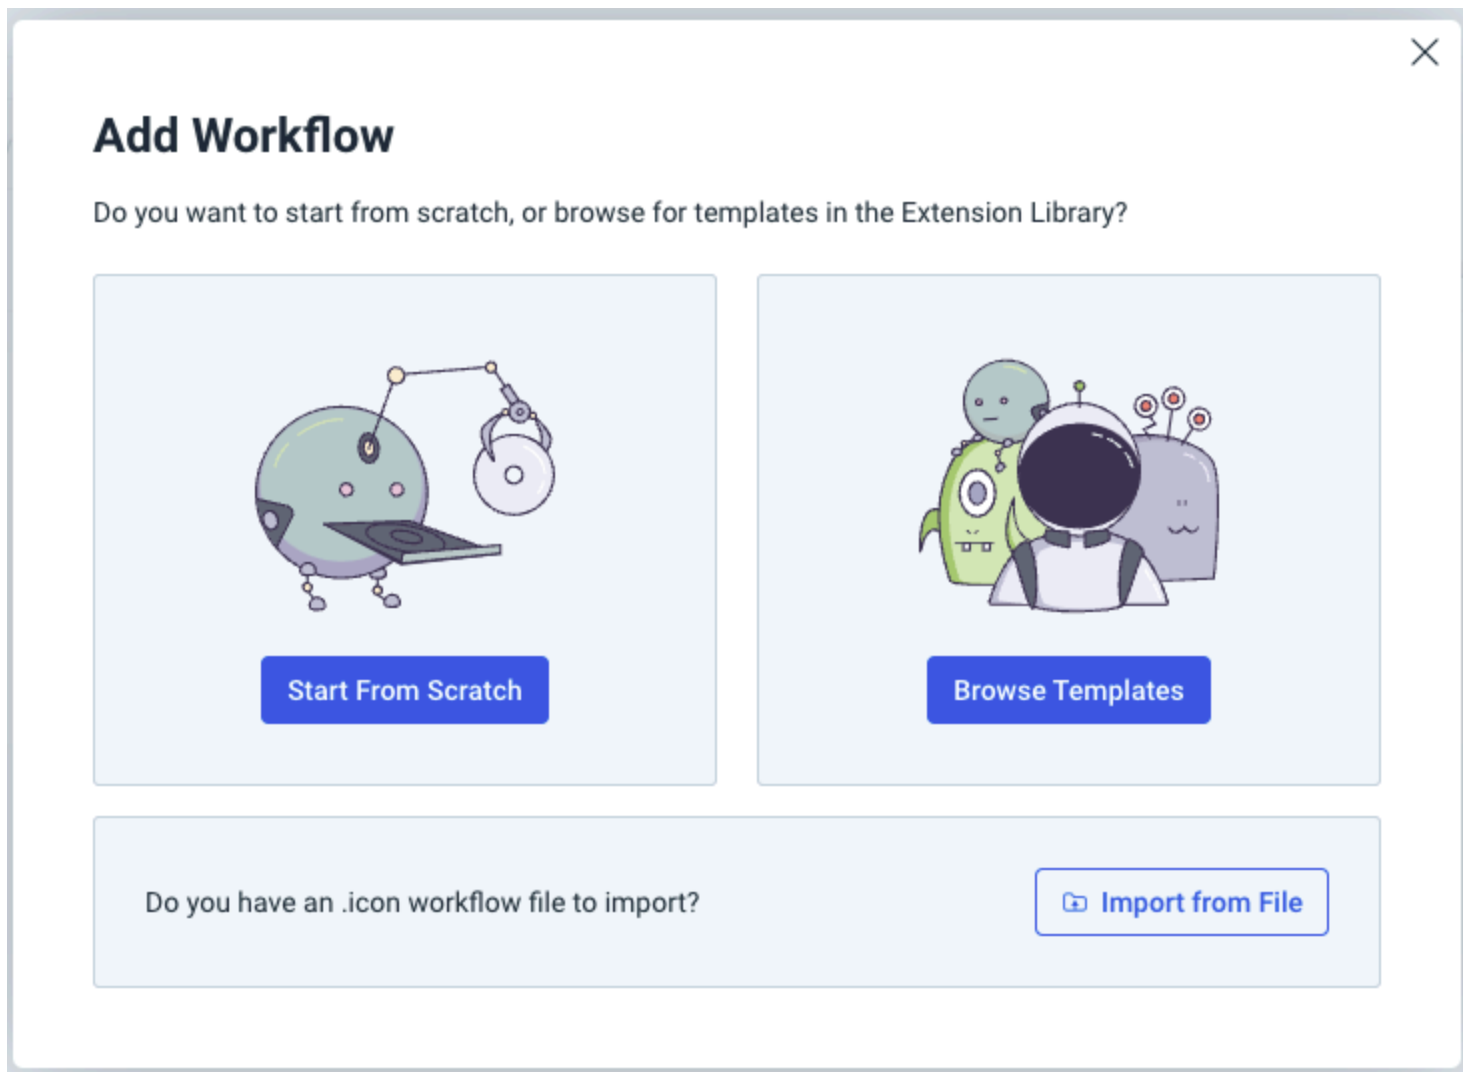 Add Workflow
Do you want to start from scratch, or browse for templates in the Extension Library?
Start From Scratch
Browse Templates
Do you have an .icon workflow file to import?
Import from File